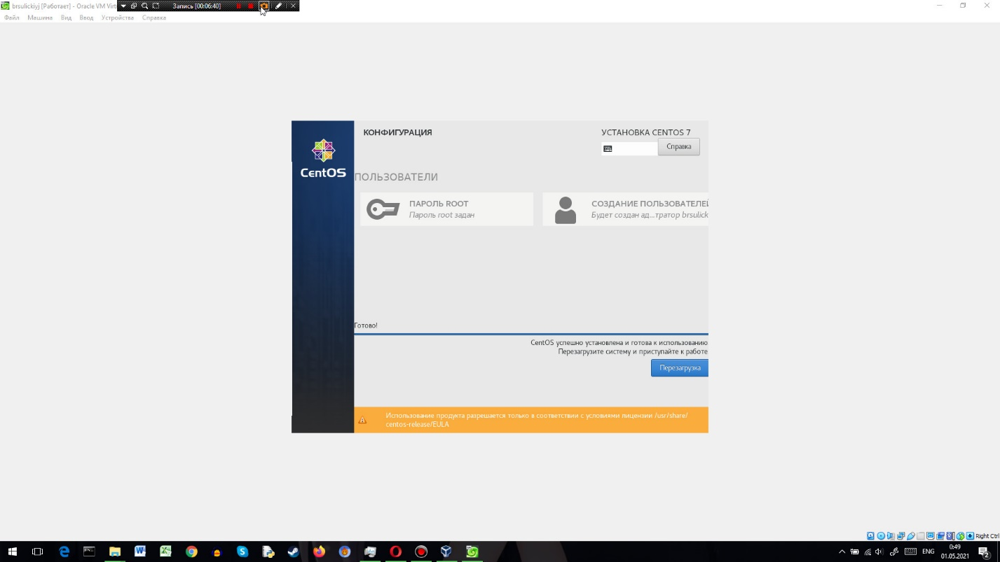 brsulickiyj [Работает] - Oracle VM Virt
Запись [00:06:40]
Файл Машина Вид Ввод Устройства Справка
CentOS
КОНФИГУРАЦИЯ
УСТАНОВКА CENTOS 7
Справка
ПОЛЬЗОВАТЕЛИ
ПАРОЛЬ ROOT
Пароль root задан
СОЗДАНИЕ ПОЛЬЗОВАТЕЛЕЙ
Будет создан ад...тратор brsulick
Готово!
CentOS успешно установлена и готова к использованию
Перезагрузите систему и приступайте к работе
Перезагрузка
Использование продукта разрешается только в соответствии с условиями лицензии /usr/share/
centos-release/EULA
Right Ctrl
ENG
0:49
01.05.2021
2